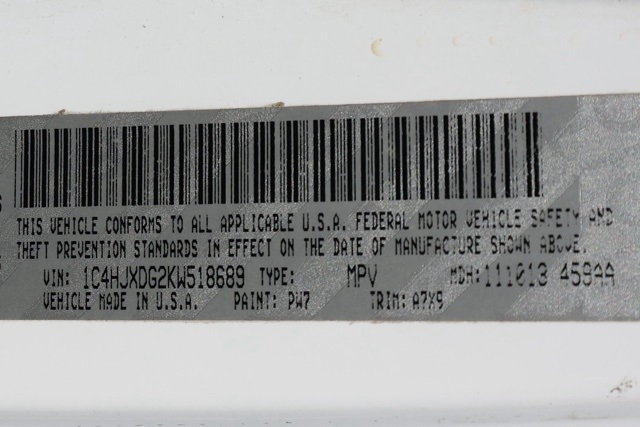 THIS VEHICLE CONFORMS TO ALL APPLICABLE U.S.A. FEDERAL MOTOR VEHICLE SAFETY AND
THEFT PREVENTION STANDARDS IN EFFECT ON THE DATE OF MANUFACTURE SHOWN ABOVE.
VIN: 1C4HJXDG2KW518689 TYPE: MPV MDH:111013 459AA
VEHICLE MADE IN U.S.A. PAINT: PW7 TRIM: A7X9